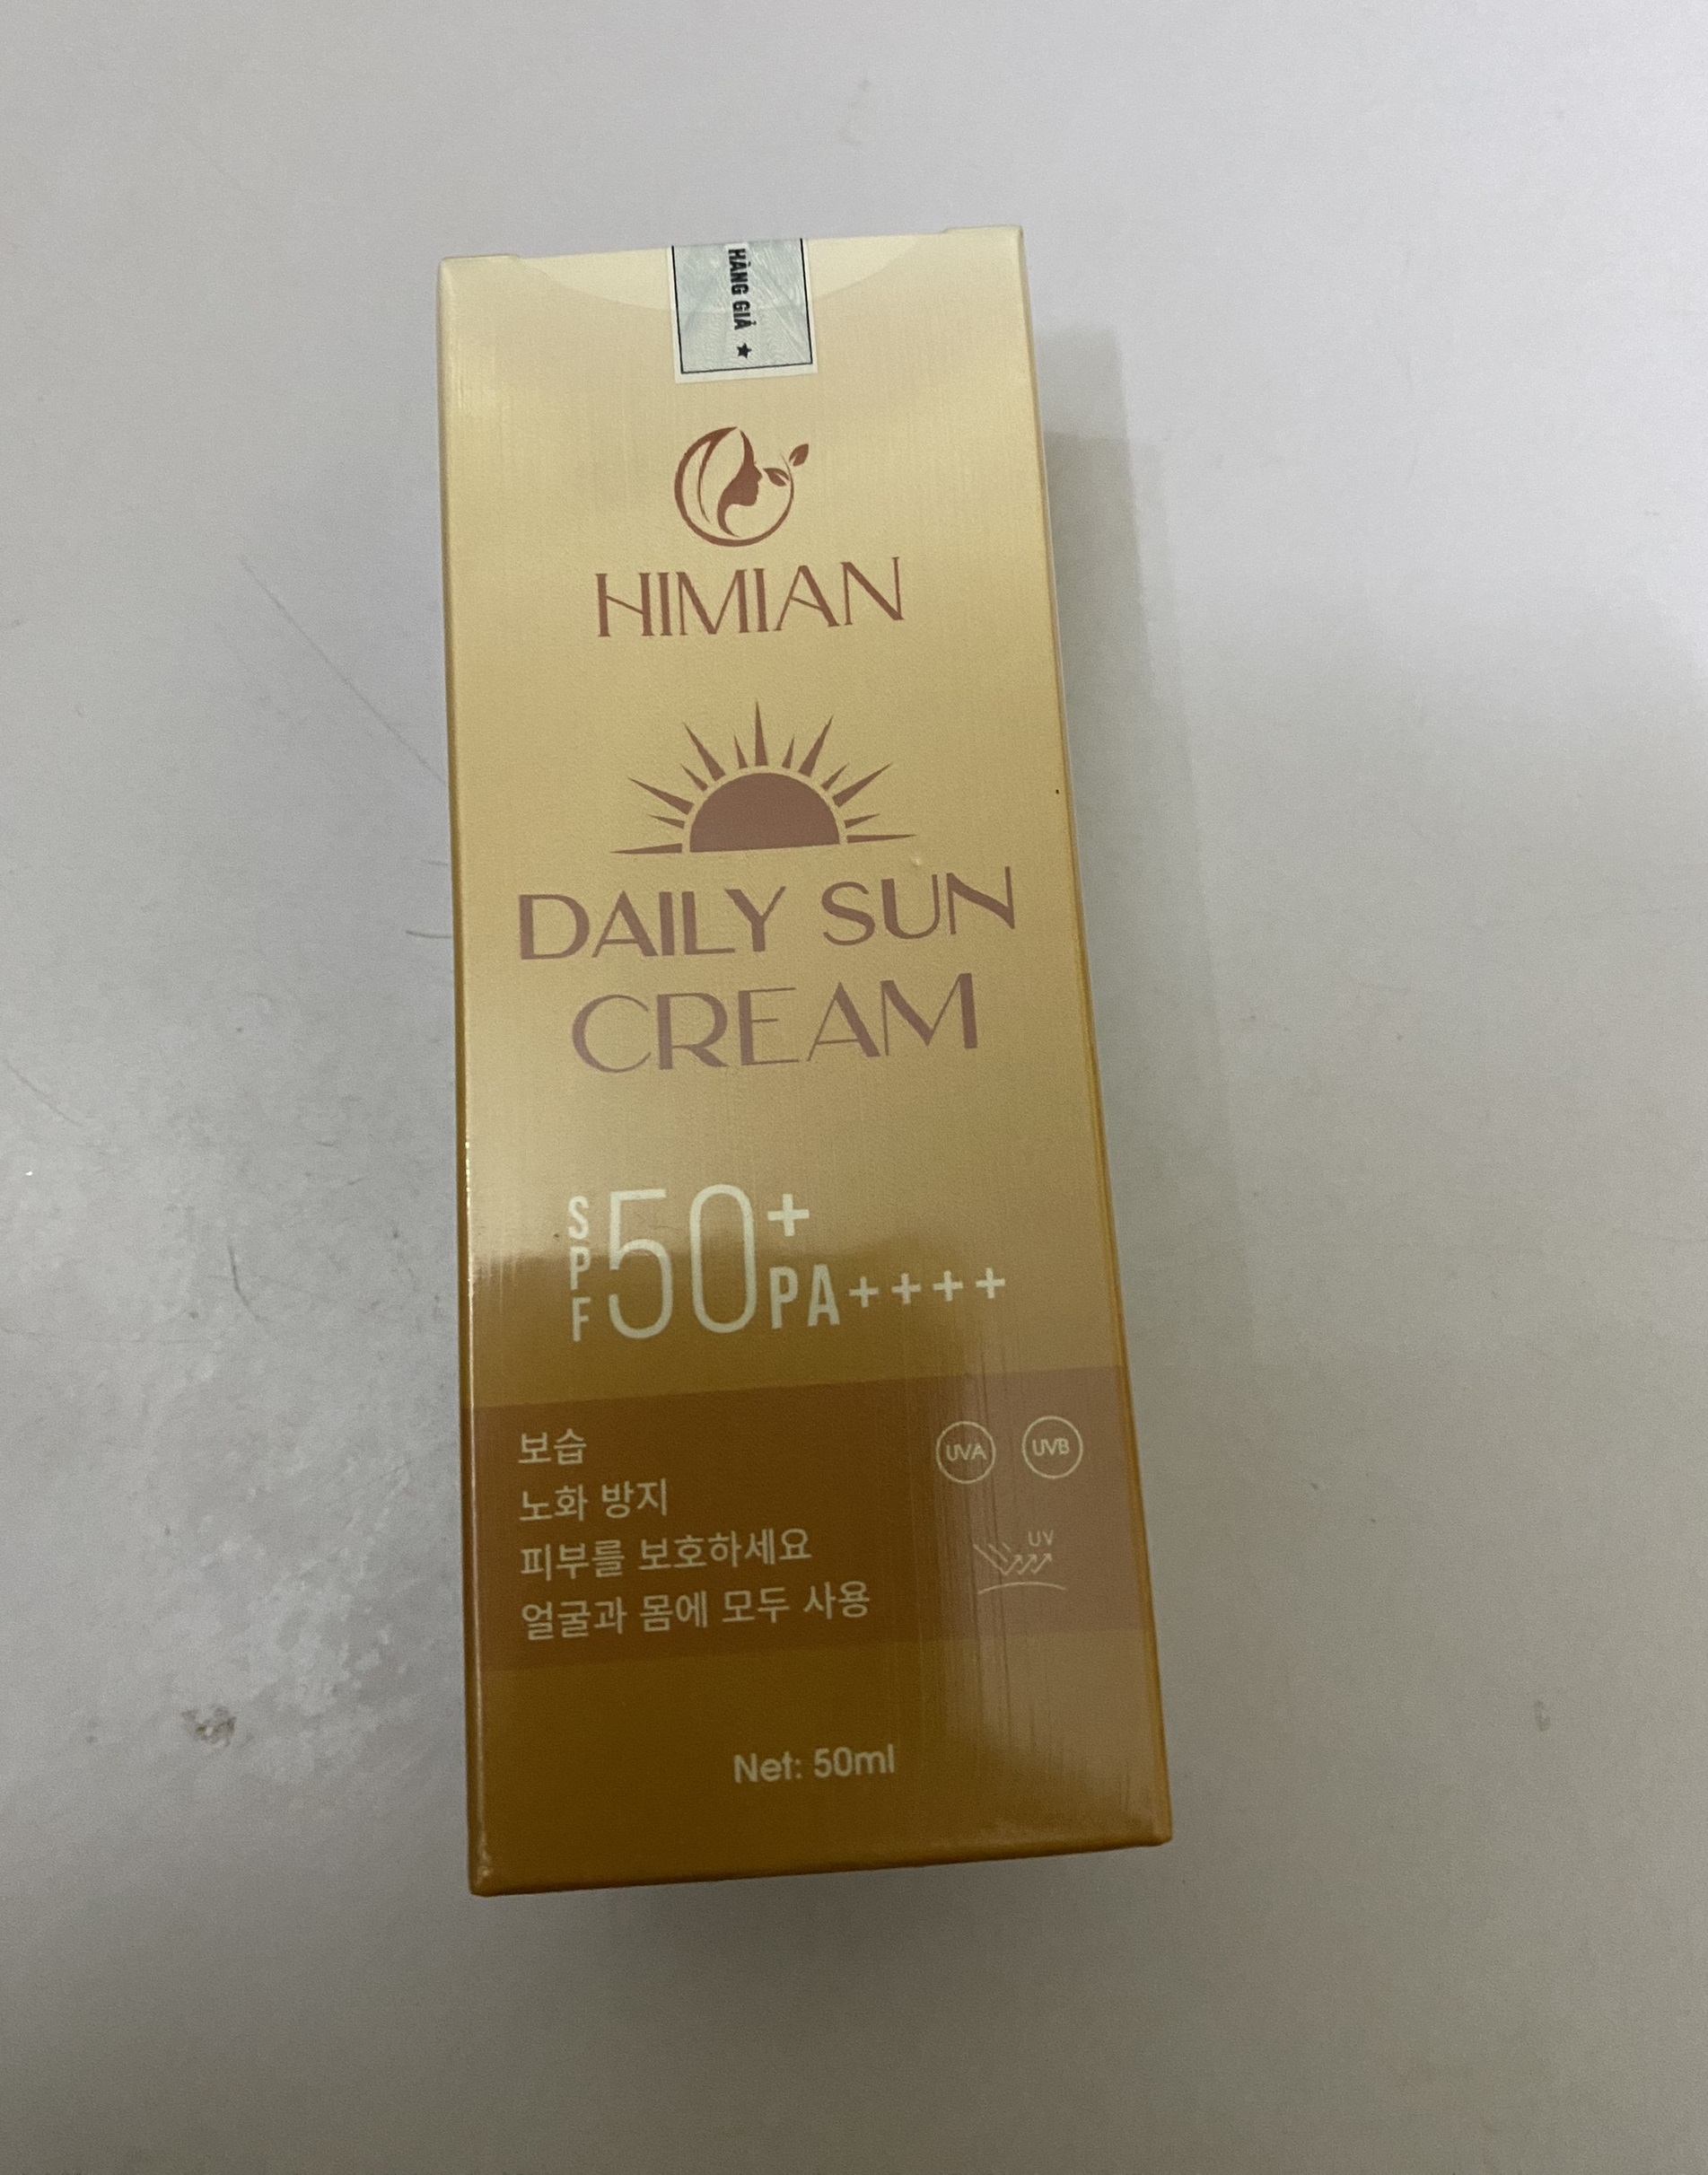 HÀNG GIẢ ★
HIMIAN
DAILY SUN
CREAM
SPF 50+
PA++++
보습
노화 방지
피부를 보호하세요
얼굴과 몸에 모두 사용
UVA UVB
UV
Net: 50ml